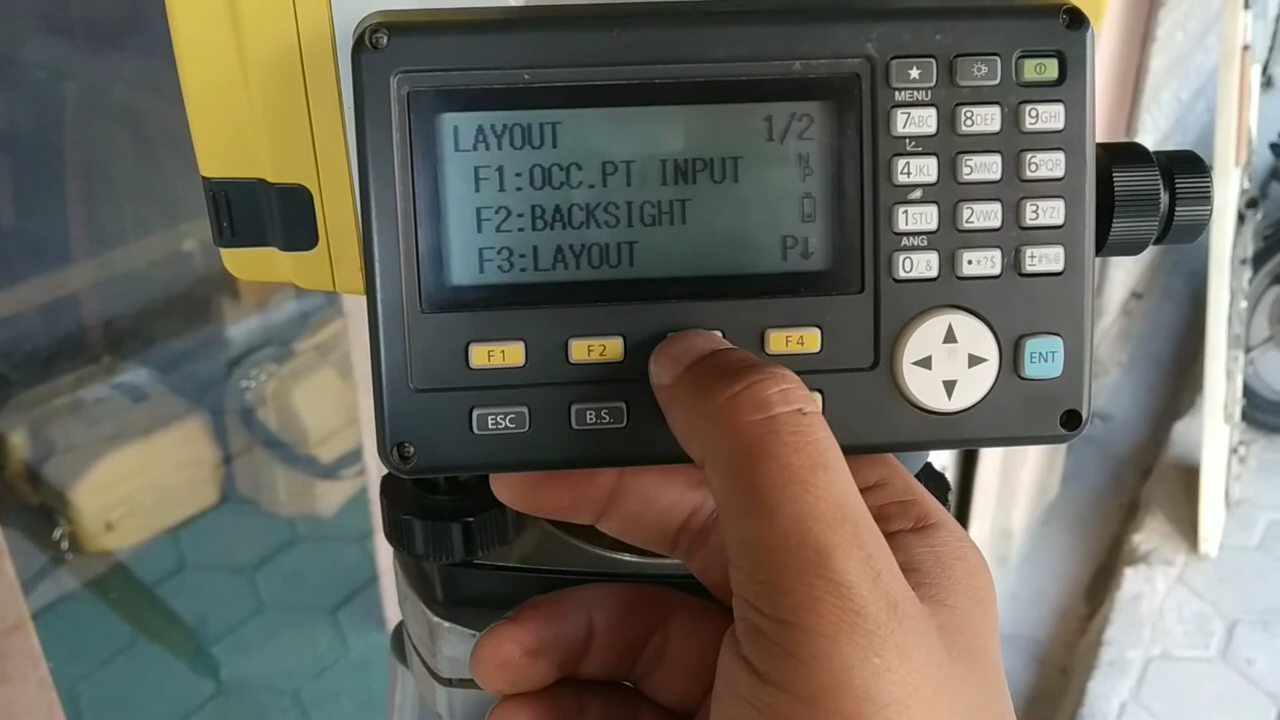 LAYOUT 1/2
F1:OCC.PT INPUT
N
P
F2:BACKSIGHT
F3:LAYOUT P↓
F1 F2 F4
ESC B.S.
★
MENU
7ABC 8DEF 9GHI
4JKL 5MNO 6PQR
1STU 2VWX 3YZ!
ANG
0/_& •*?$ ±#%@
ENT